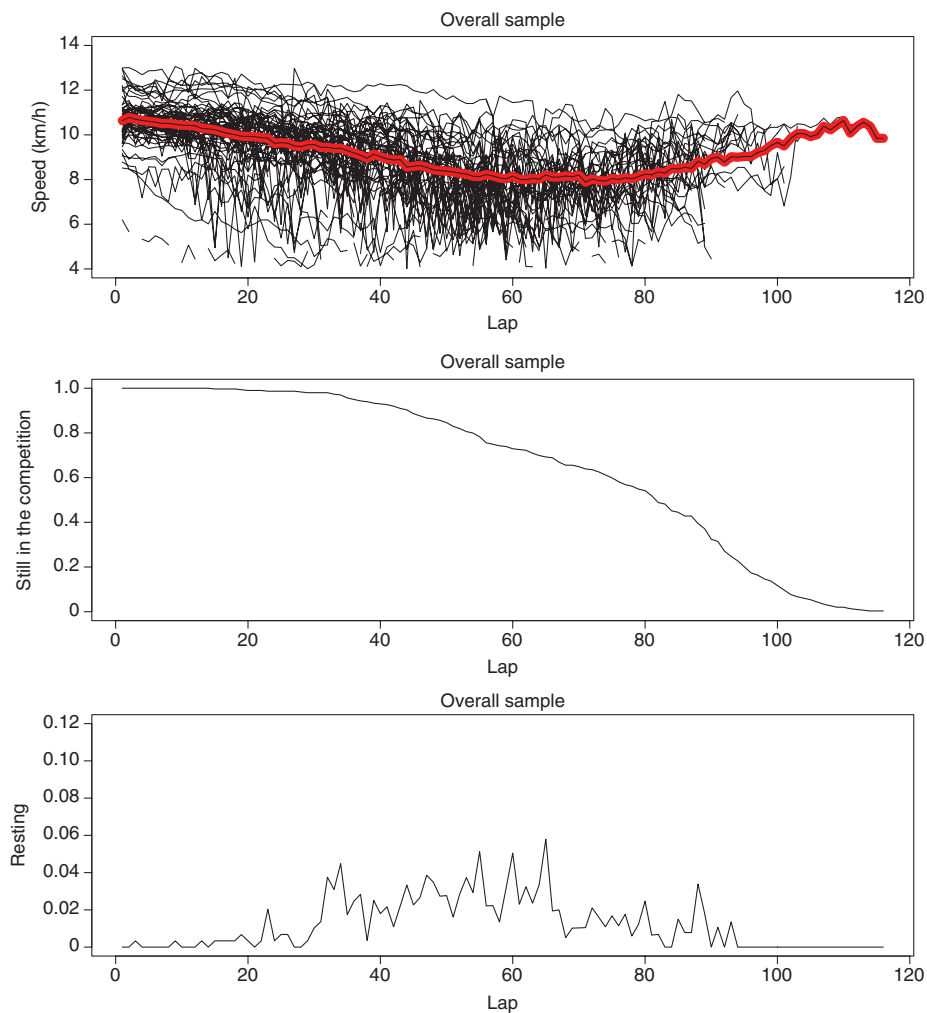 Overall sample
14
12
10
8
6
4
Speed (km/h)
0 20 40 60 80 100 120
Lap
Overall sample
1.0
0.8
0.6
0.4
0.2
0
Still in the competition
0 20 40 60 80 100 120
Lap
Overall sample
0.12
0.10
0.08
0.06
0.04
0.02
0
Resting
0 20 40 60 80 100 120
Lap